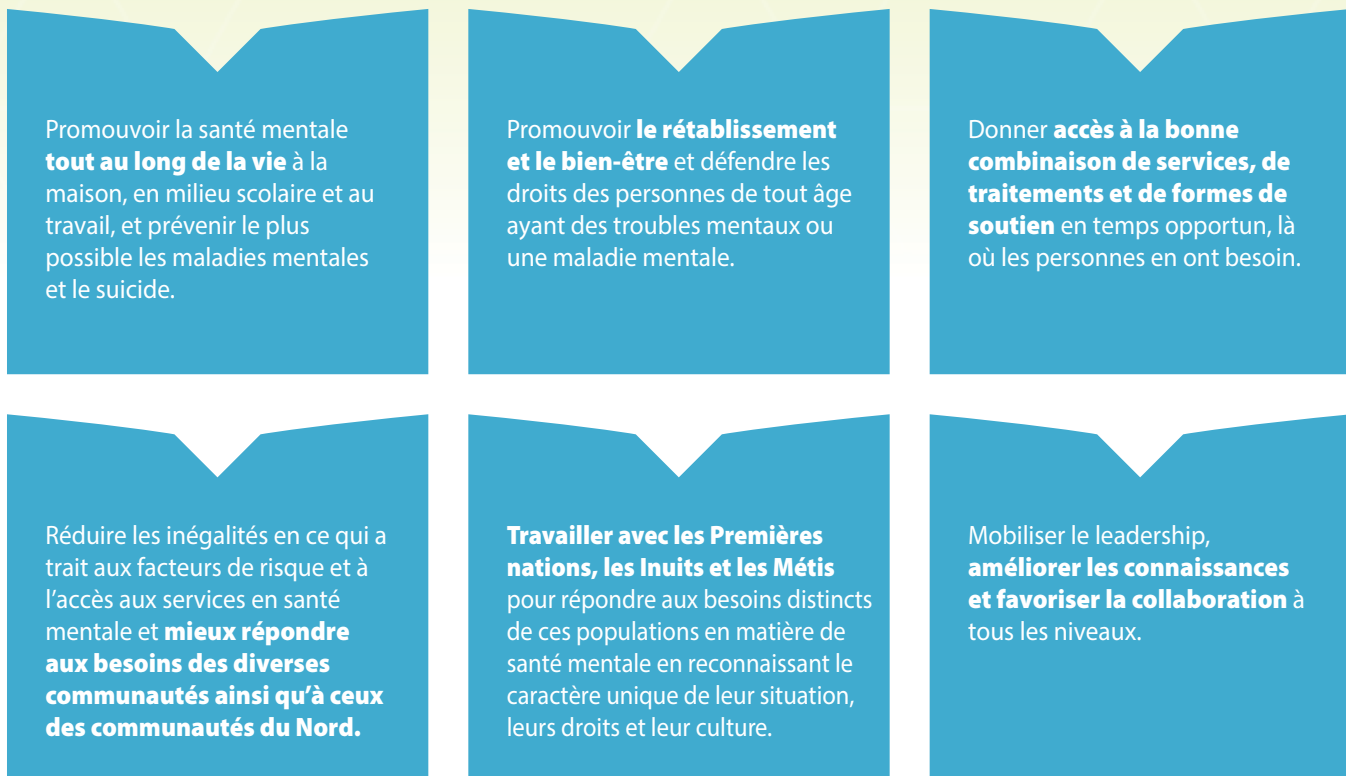 Promouvoir la santé mentale
tout au long de la vie à la
maison, en milieu scolaire et au
travail, et prévenir le plus
possible les maladies mentales
et le suicide.
Promouvoir le rétablissement
et le bien-être et défendre les
droits des personnes de tout âge
ayant des troubles mentaux ou
une maladie mentale.
Donner accès à la bonne
combinaison de services, de
traitements et de formes de
soutien en temps opportun, là
où les personnes en ont besoin.
Réduire les inégalités en ce qui a
trait aux facteurs de risque et à
l’accès aux services en santé
mentale et mieux répondre
aux besoins des diverses
communautés ainsi qu’à ceux
des communautés du Nord.
Travailler avec les Premières
nations, les Inuits et les Métis
pour répondre aux besoins distincts
de ces populations en matière de
santé mentale en reconnaissant le
caractère unique de leur situation,
leurs droits et leur culture.
Mobiliser le leadership,
améliorer les connaissances
et favoriser la collaboration à
tous les niveaux.